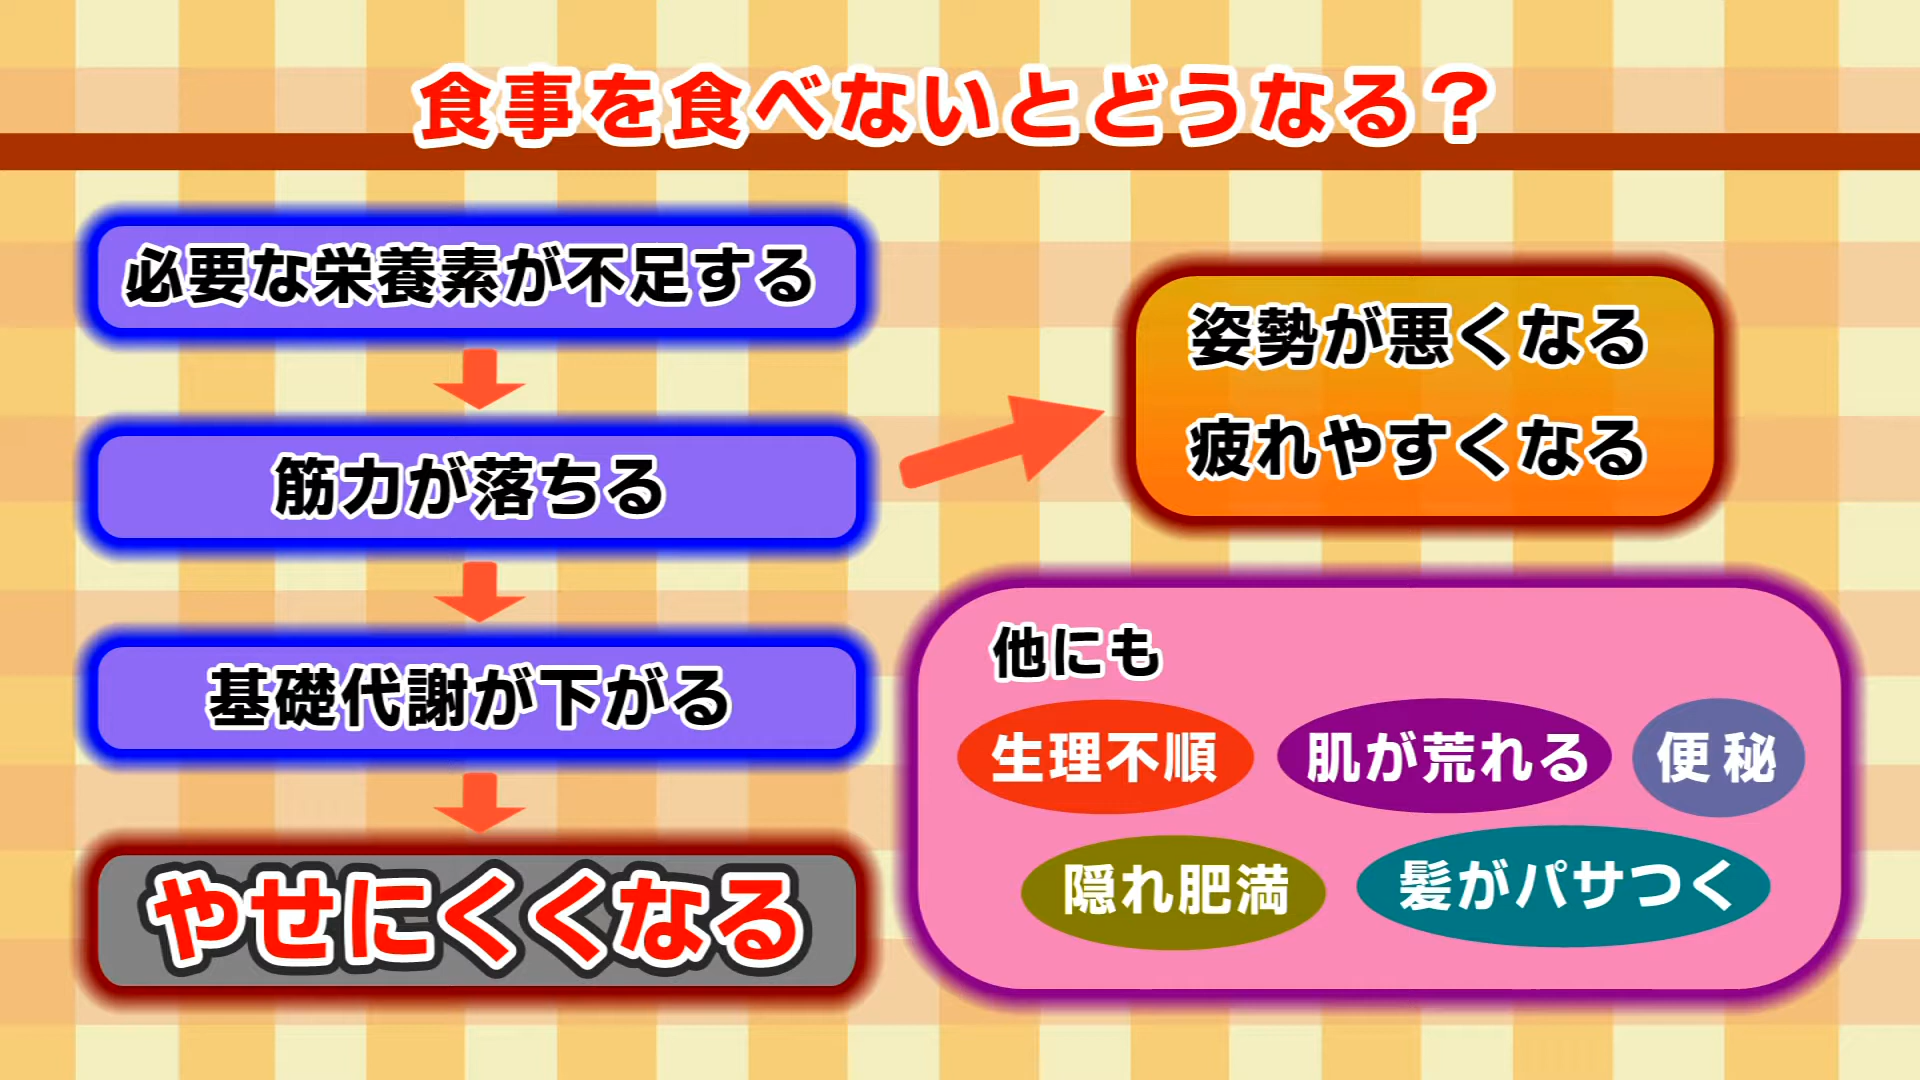 食事を食べないとどうなる？
必要な栄養素が不足する
筋力が落ちる
基礎代謝が下がる
やせにくくなる
姿勢が悪くなる
疲れやすくなる
他にも
生理不順
肌が荒れる
便秘
隠れ肥満
髪がパサつく